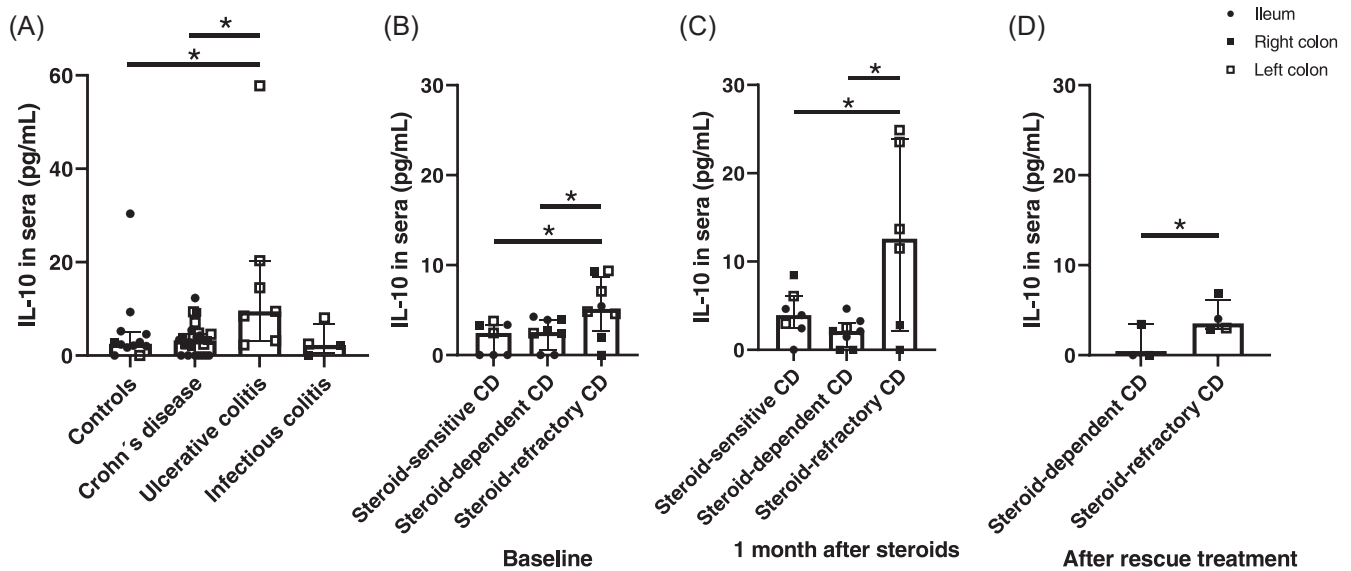 (A)
IL-10 in sera (pg/mL)
60
40
20
0
*
*
Controls
Crohn´s disease
Ulcerative colitis
Infectious colitis
(B)
IL-10 in sera (pg/mL)
30
20
10
0
*
*
Steroid-sensitive CD
Steroid-dependent CD
Steroid-refractory CD
Baseline
(C)
IL-10 in sera (pg/mL)
30
20
10
0
*
*
Steroid-sensitive CD
Steroid-dependent CD
Steroid-refractory CD
1 month after steroids
(D)
IL-10 in sera (pg/mL)
30
20
10
0
*
Steroid-dependent CD
Steroid-refractory CD
After rescue treatment
Ileum
Right colon
Left colon